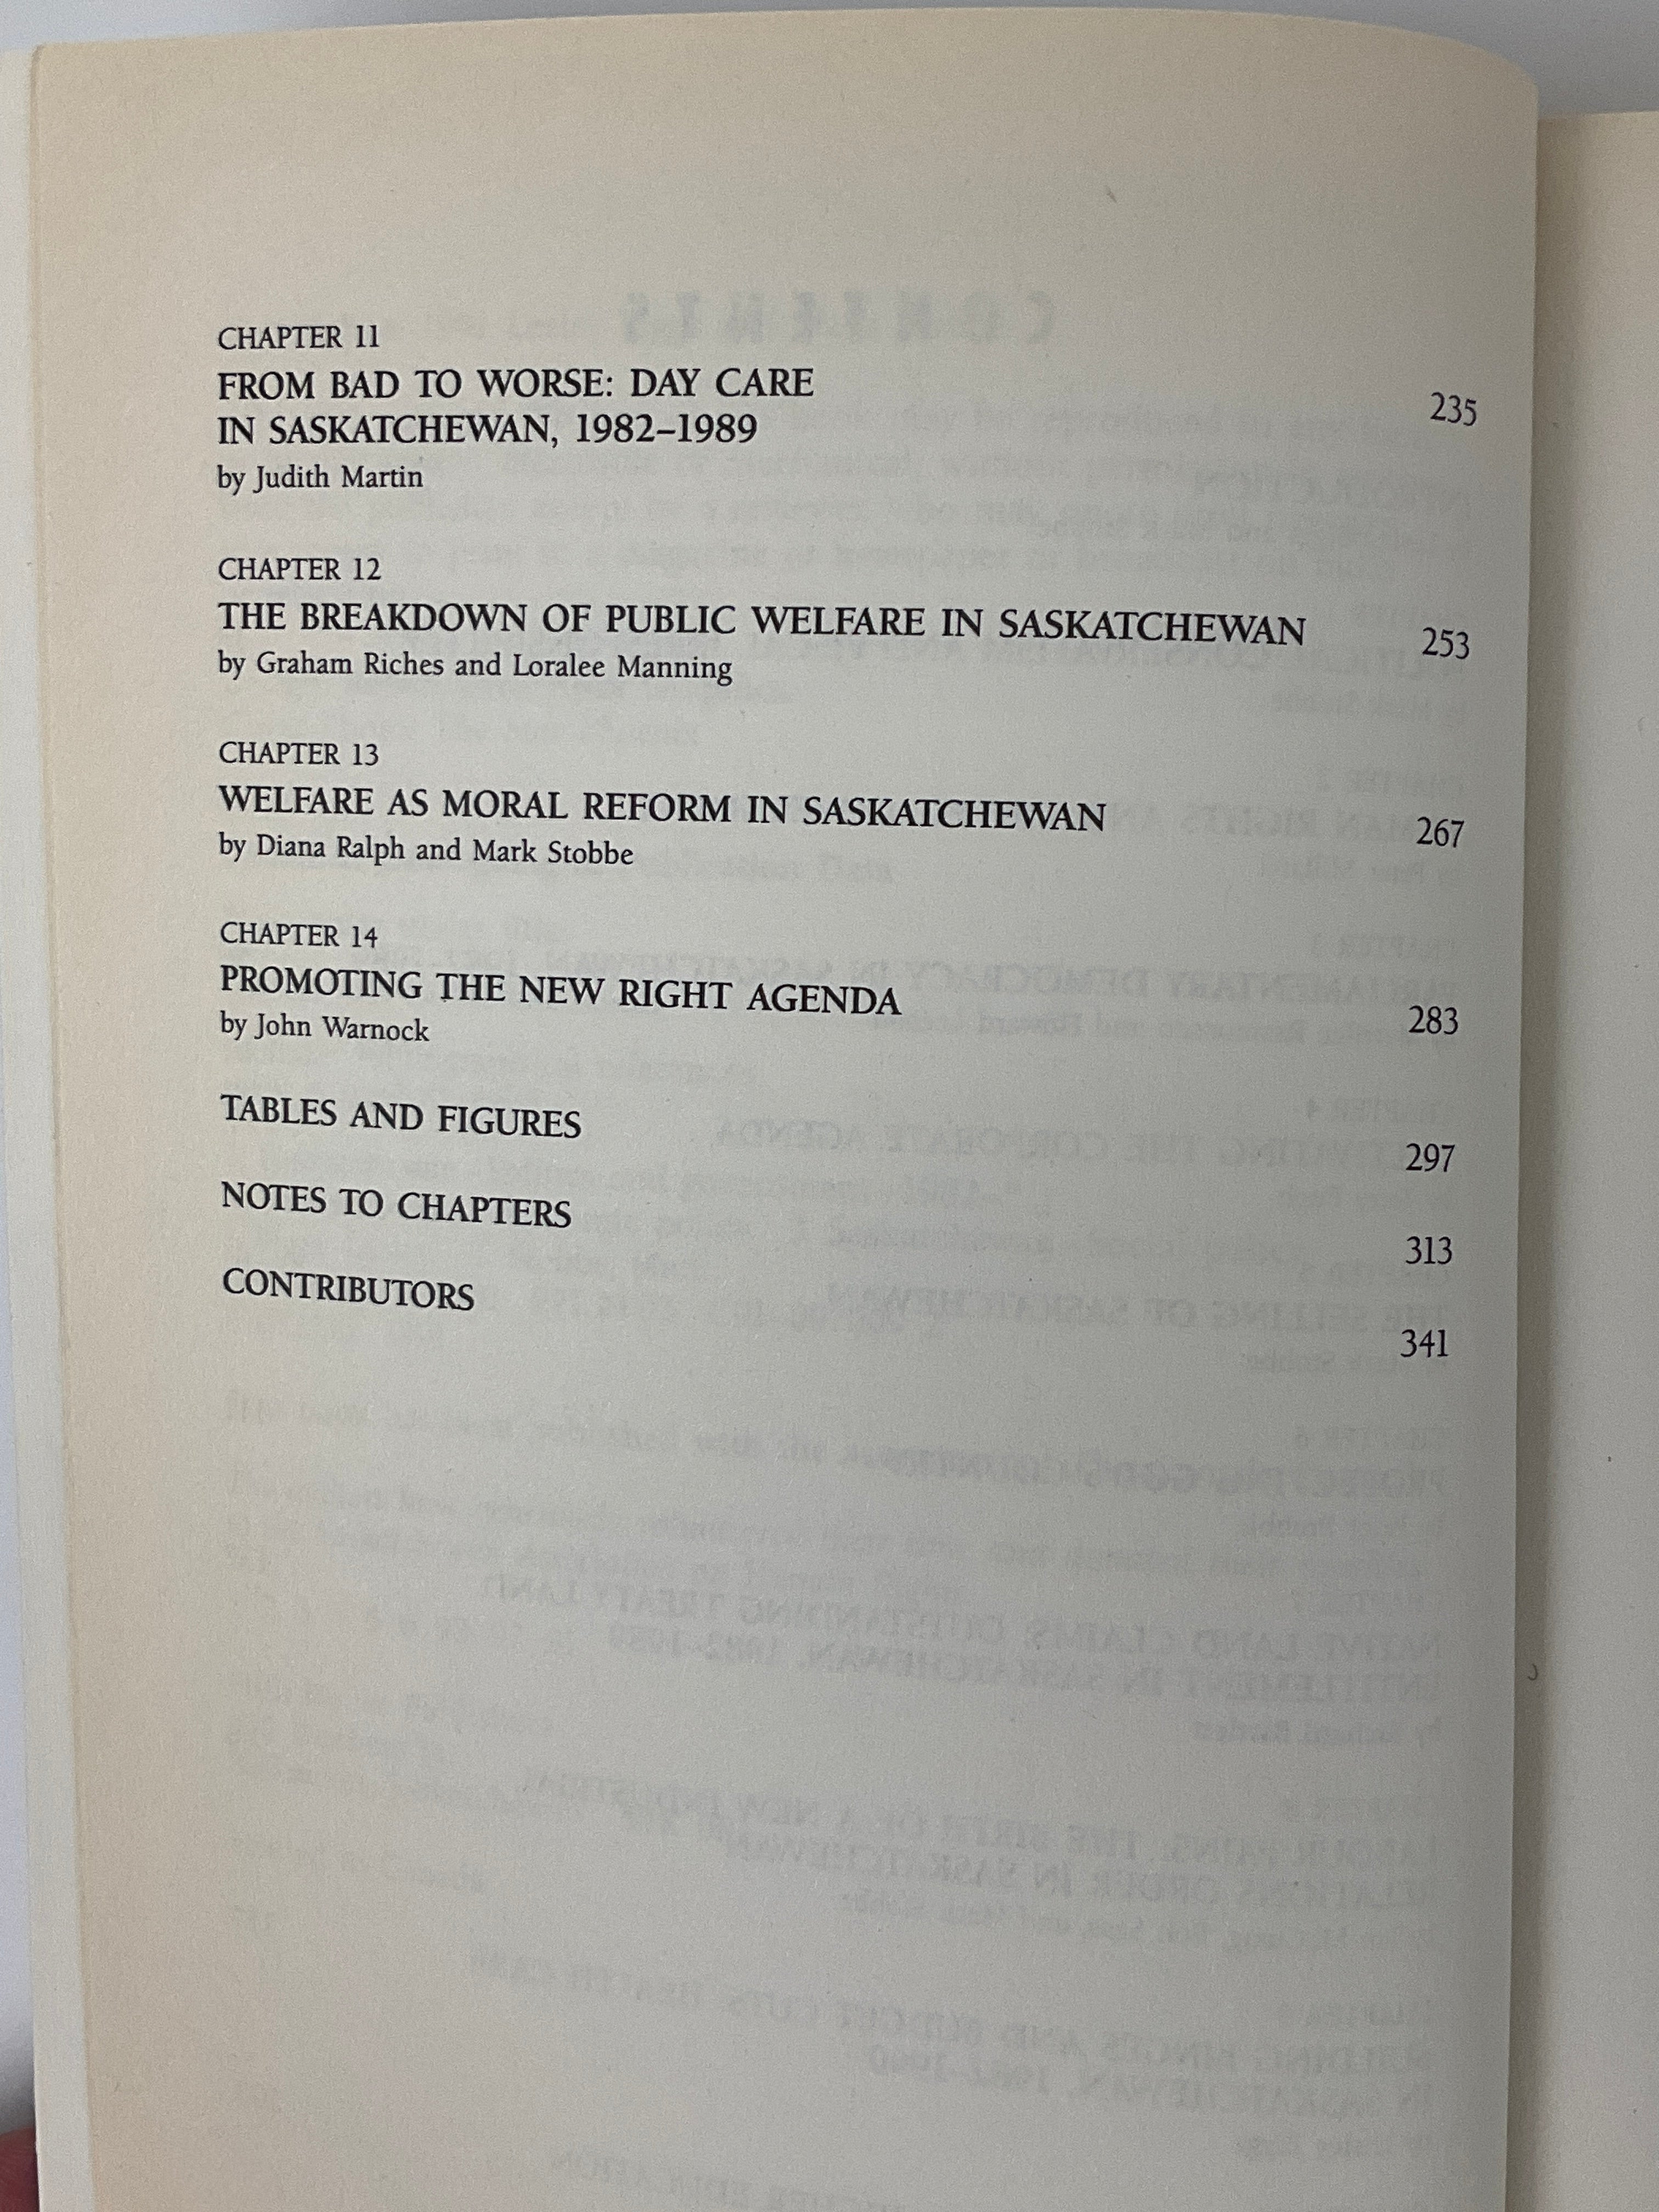 CHAPTER 11
FROM BAD TO WORSE: DAY CARE
IN SASKATCHEWAN, 1982–1989 235
by Judith Martin
CHAPTER 12
THE BREAKDOWN OF PUBLIC WELFARE IN SASKATCHEWAN 253
by Graham Riches and Loralee Manning
CHAPTER 13
WELFARE AS MORAL REFORM IN SASKATCHEWAN 267
by Diana Ralph and Mark Stobbe
CHAPTER 14
PROMOTING THE NEW RIGHT AGENDA 283
by John Warnock
TABLES AND FIGURES 297
NOTES TO CHAPTERS 313
CONTRIBUTORS 341